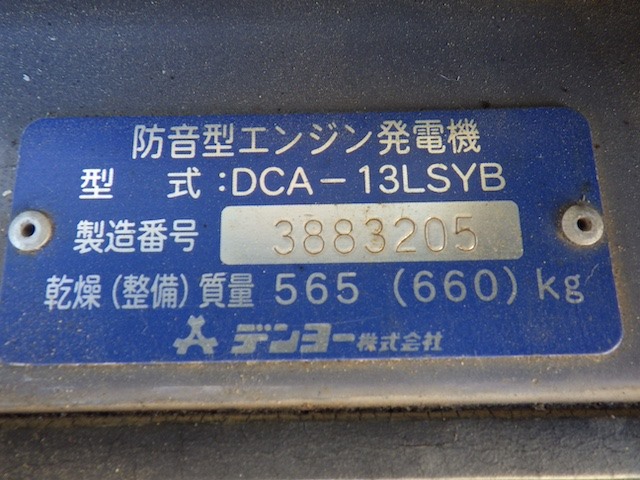 防音型エンジン発電機
型 式:DCA-13LSYB
製造番号 3883205
乾燥(整備)質量 565 (660) kg
デンヨー株式会社